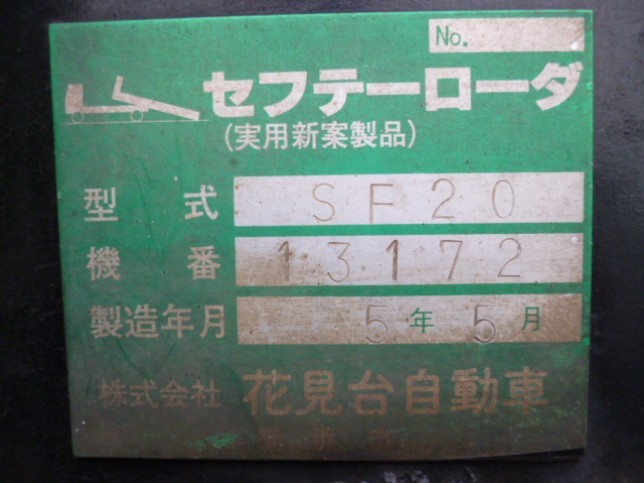 No.
セフテーローダ
(実用新案製品)
型式 SF20
機番 13172
製造年月 5年5月
株式会社 花見台自動車